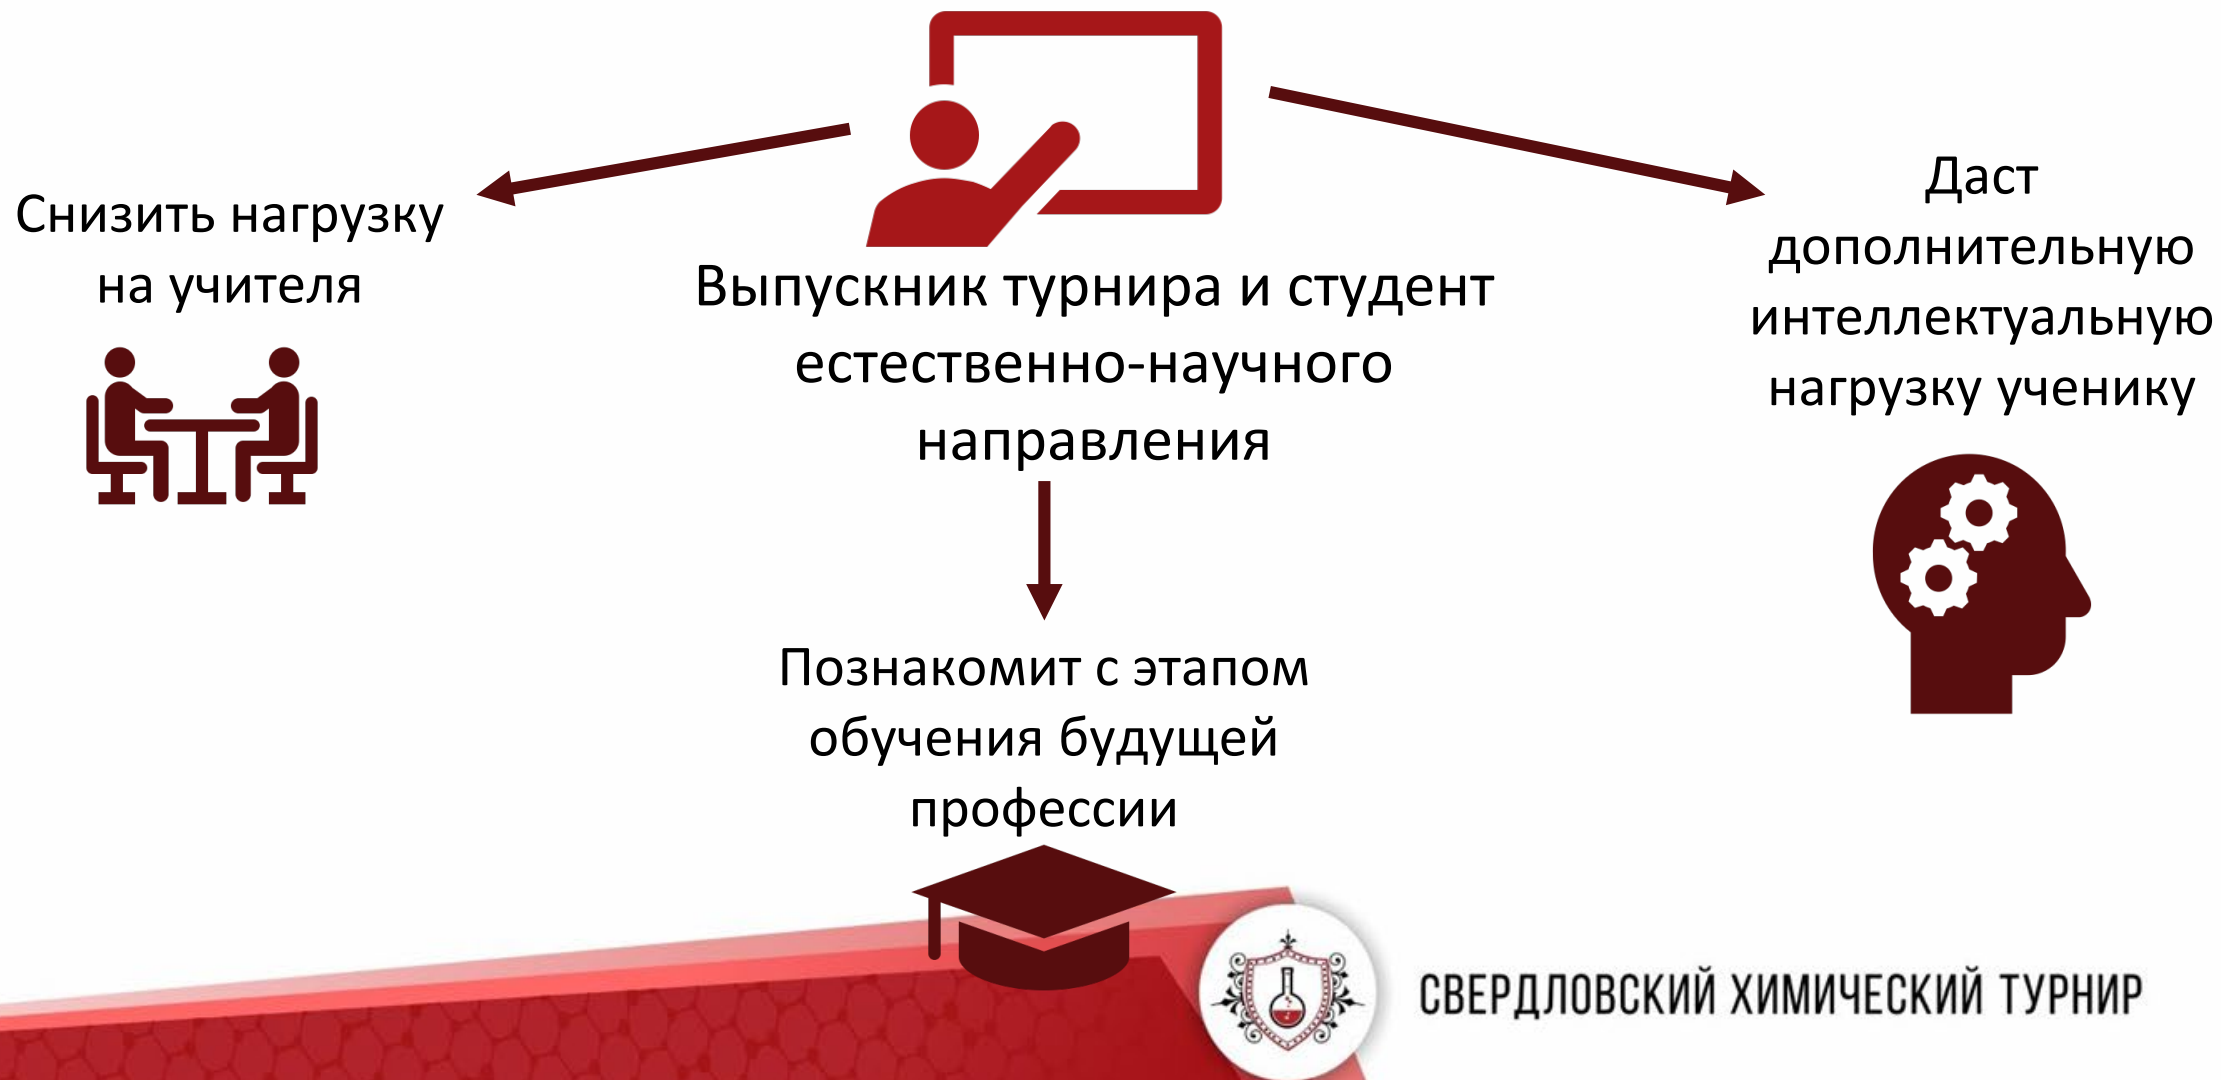 Снизить нагрузку
на учителя
Выпускник турнира и студент
естественно-научного
направления
Даст
дополнительную
интеллектуальную
нагрузку ученику
Познакомит с этапом
обучения будущей
профессии
СВЕРДЛОВСКИЙ ХИМИЧЕСКИЙ ТУРНИР